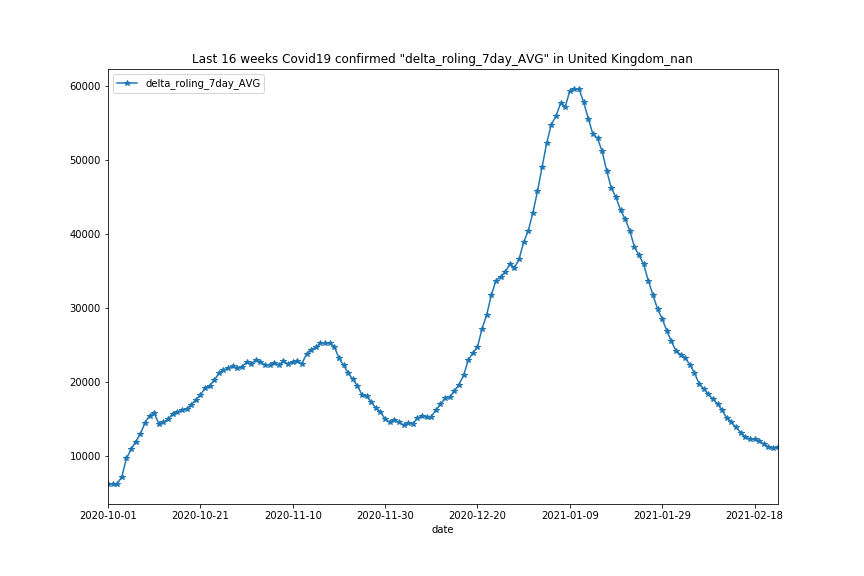 Last 16 weeks Covid19 confirmed "delta_roling_7day_AVG" in United Kingdom_nan
delta_roling_7day_AVG
60000
50000
40000
30000
20000
10000
2020-10-01 2020-10-21 2020-11-10 2020-11-30 2020-12-20 2021-01-09 2021-01-29 2021-02-18
date